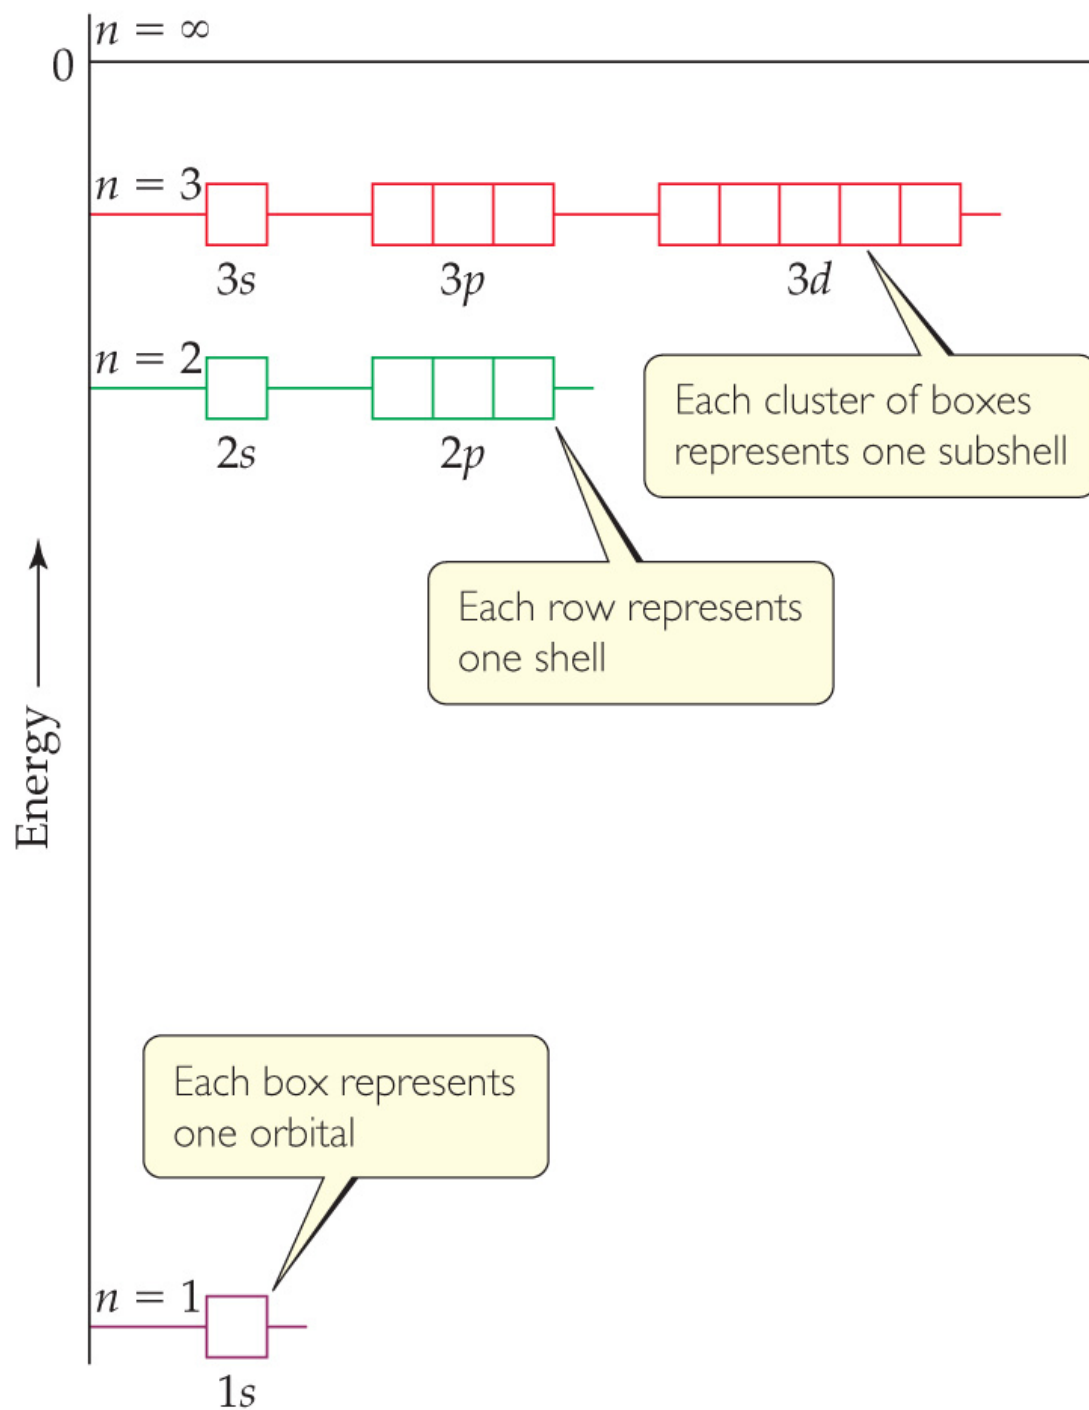 n = ∞
0
n = 3
3s 3p 3d
n = 2
2s 2p
Each cluster of boxes
represents one subshell
Each row represents
one shell
Energy
Each box represents
one orbital
n = 1
1s